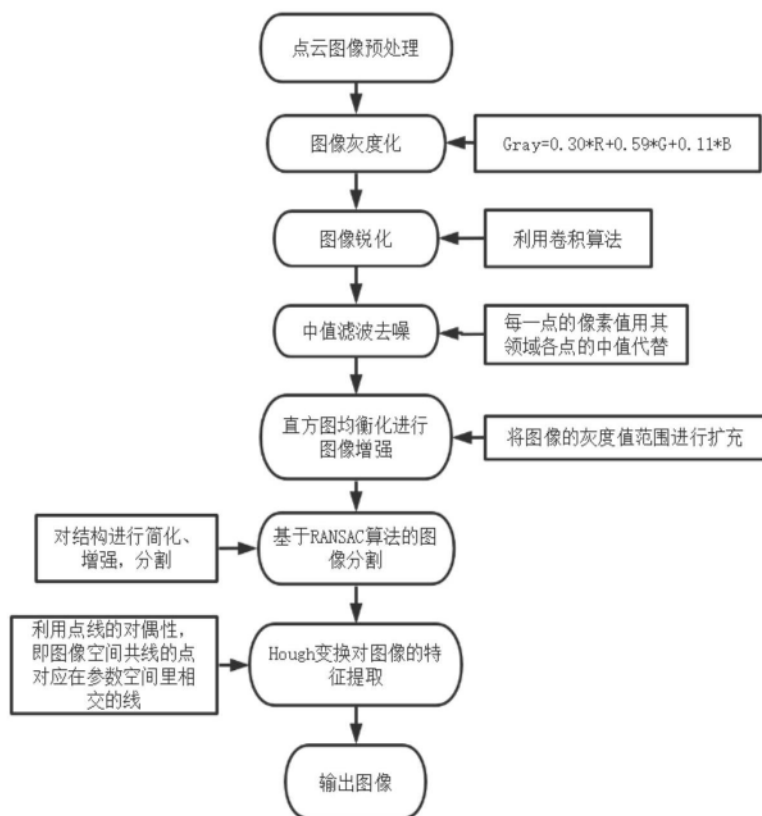 点云图像预处理
图像灰度化
Gray=0.30*R+0.59*G+0.11*B
图像锐化
利用卷积算法
中值滤波去噪
每一点的像素值用其
领域各点的中值代替
直方图均衡化进行
图像增强
将图像的灰度值范围进行扩充
对结构进行简化、
增强，分割
基于RANSAC算法的图
像分割
利用点线的对偶性，
即图像空间共线的点
对应在参数空间里相
交的线
Hough变换对图像的特
征提取
输出图像